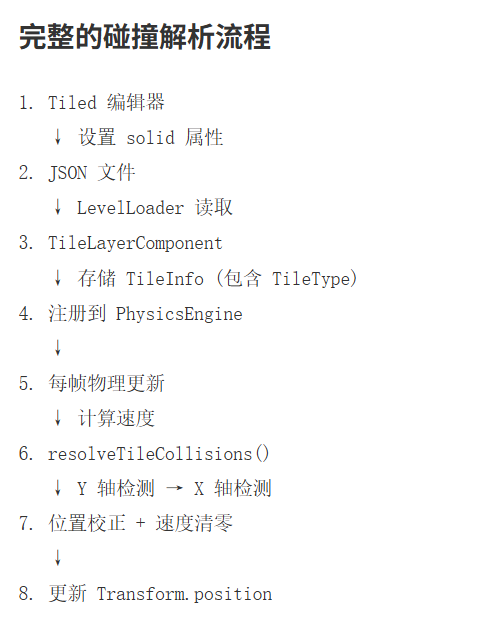 完整的碰撞解析流程
1. Tiled 编辑器
↓ 设置 solid 属性
2. JSON 文件
↓ LevelLoader 读取
3. TileLayerComponent
↓ 存储 TileInfo (包含 TileType)
4. 注册到 PhysicsEngine
↓
5. 每帧物理更新
↓ 计算速度
6. resolveTileCollisions()
↓ Y 轴检测 → X 轴检测
7. 位置校正 + 速度清零
↓
8. 更新 Transform.position